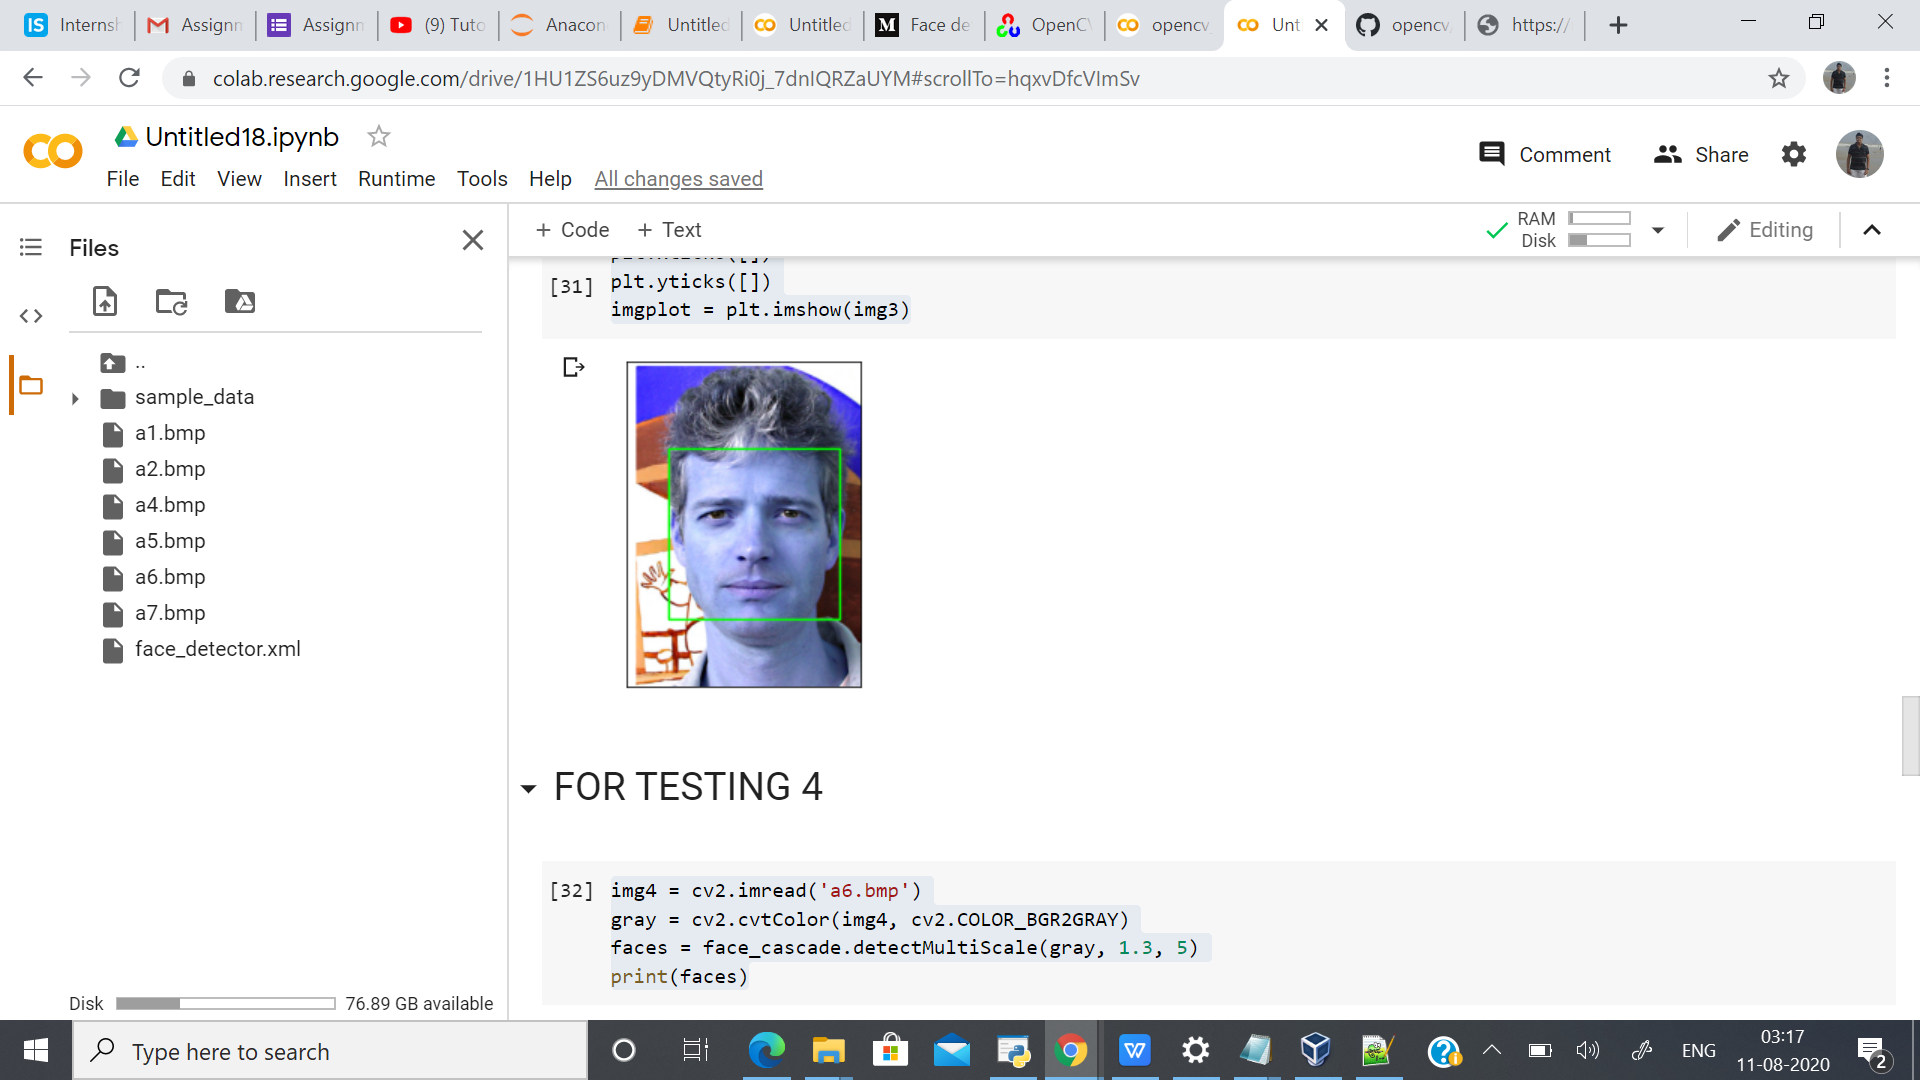 IS Internsh
Assignm
Assignm
(9) Tuto
Anacon
Untitled
Untitled
M Face de
OpenCV
opencv
Unt
opencv
https://
colab.research.google.com/drive/1HU1ZS6uz9yDMVQtyRi0j_7dnIQRZaUYM#scrollTo=hqxvDfcVImSv
Untitled18.ipynb
File Edit View Insert Runtime Tools Help All changes saved
Comment Share
Files
+ Code + Text
RAM
Disk
Editing
..
sample_data
a1.bmp
a2.bmp
a4.bmp
a5.bmp
a6.bmp
a7.bmp
face_detector.xml
Disk 76.89 GB available
[31]
plt.yticks([])
imgplot = plt.imshow(img3)
FOR TESTING 4
[32] img4 = cv2.imread('a6.bmp')
gray = cv2.cvtColor(img4, cv2.COLOR_BGR2GRAY)
faces = face_cascade.detectMultiScale(gray, 1.3, 5)
print(faces)
Type here to search
W
ENG
03:17
11-08-2020
2